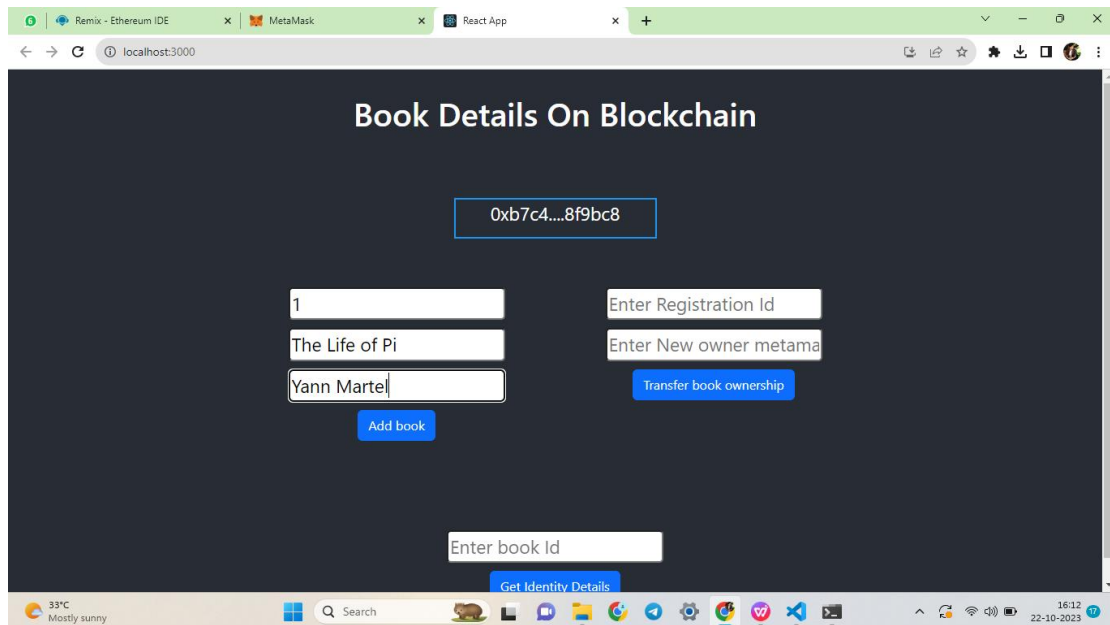 6
Remix - Ethereum IDE
MetaMask
React App
localhost:3000
Book Details On Blockchain
0xb7c4....8f9bc8
1
The Life of Pi
Yann Martel
Add book
Enter Registration Id
Enter New owner metama
Transfer book ownership
Enter book Id
Get Identity Details
33°C
Mostly sunny
Search
16:12
22-10-2023
17